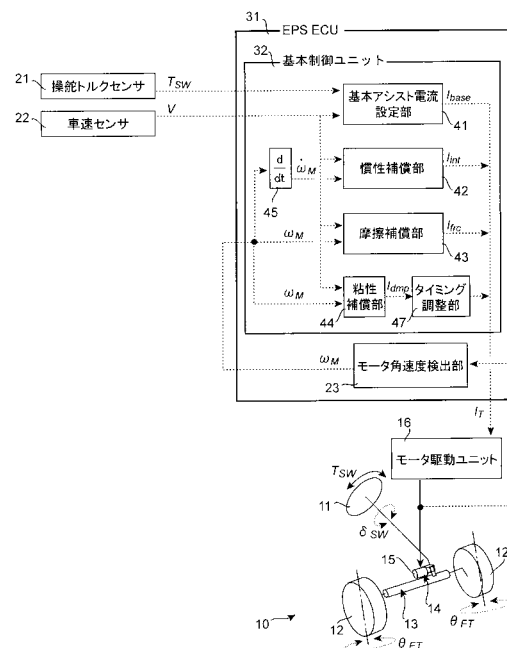 31
EPS ECU
32
基本制御ユニット
21
操舵トルクセンサ
T_SW
22
車速センサ
V
基本アシスト電流
設定部
I_base
41
d
dt
45
ω̇_M
慣性補償部
I_int
42
ω_M
ω_M
摩擦補償部
I_frc
43
ω_M
粘性
補償部
44
I_dmp
タイミング
調整部
47
ω_M
モータ角速度検出部
23
I_T
16
モータ駆動ユニット
T_SW
11
δ_SW
15
12
14
13
10
12
θ_FT
θ_FT